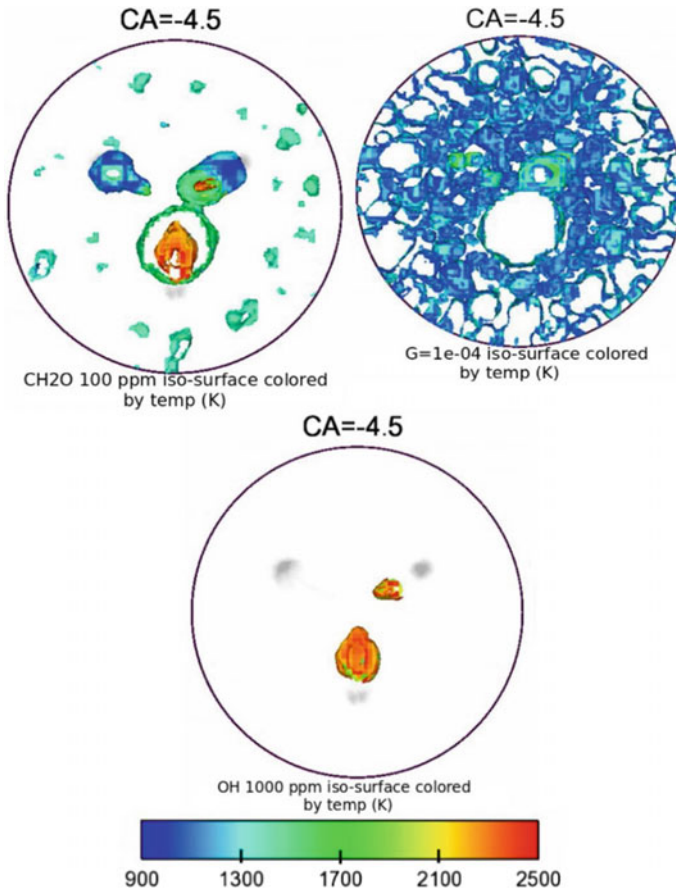 CA=-4.5
CA=-4.5
CH2O 100 ppm iso-surface colored
by temp (K)
G=1e-04 iso-surface colored
by temp (K)
CA=-4.5
OH 1000 ppm iso-surface colored
by temp (K)
900 1300 1700 2100 2500